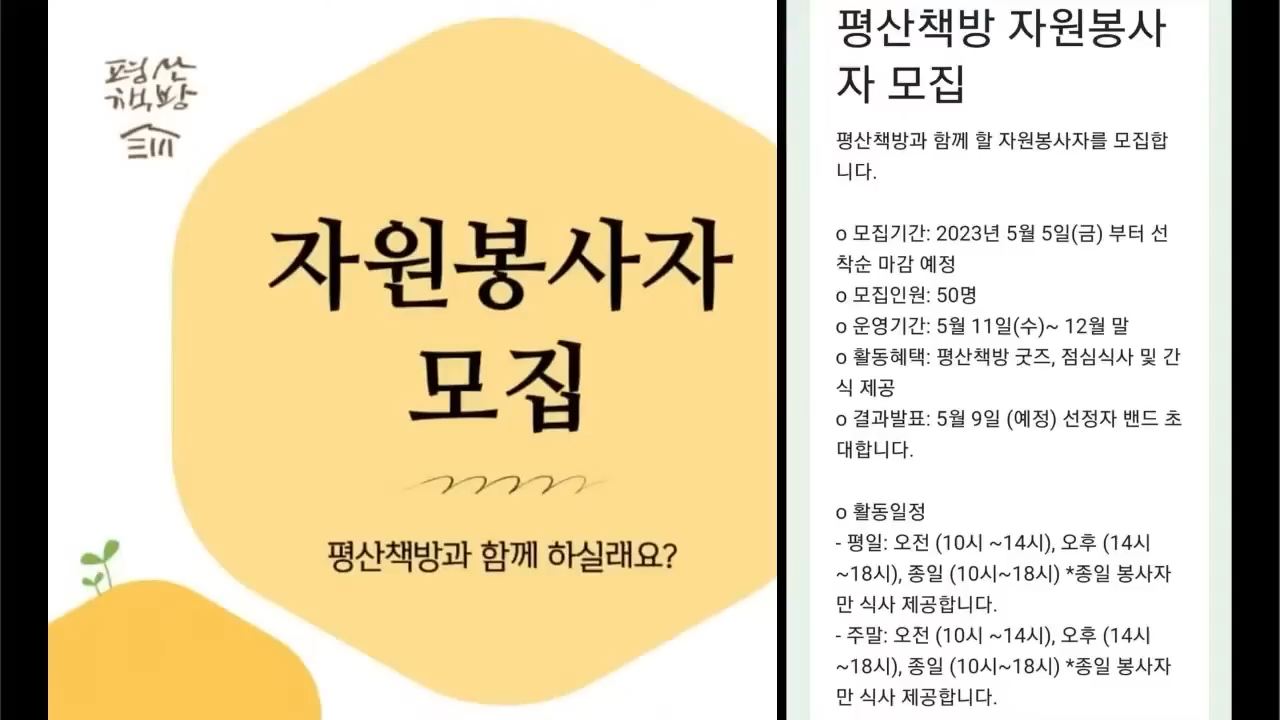 평산
책방
자원봉사자
모집
평산책방과 함께 하실래요?
평산책방 자원봉사
자 모집
평산책방과 함께 할 자원봉사자를 모집합
니다.
o 모집기간: 2023년 5월 5일(금) 부터 선
착순 마감 예정
o 모집인원: 50명
o 운영기간: 5월 11일(수)~ 12월 말
o 활동혜택: 평산책방 굿즈, 점심식사 및 간
식 제공
o 결과발표: 5월 9일 (예정) 선정자 밴드 초
대합니다.
o 활동일정
- 평일: 오전 (10시 ~14시), 오후 (14시
~18시), 종일 (10시~18시) *종일 봉사자
만 식사 제공합니다.
- 주말: 오전 (10시 ~14시), 오후 (14시
~18시), 종일 (10시~18시) *종일 봉사자
만 식사 제공합니다.